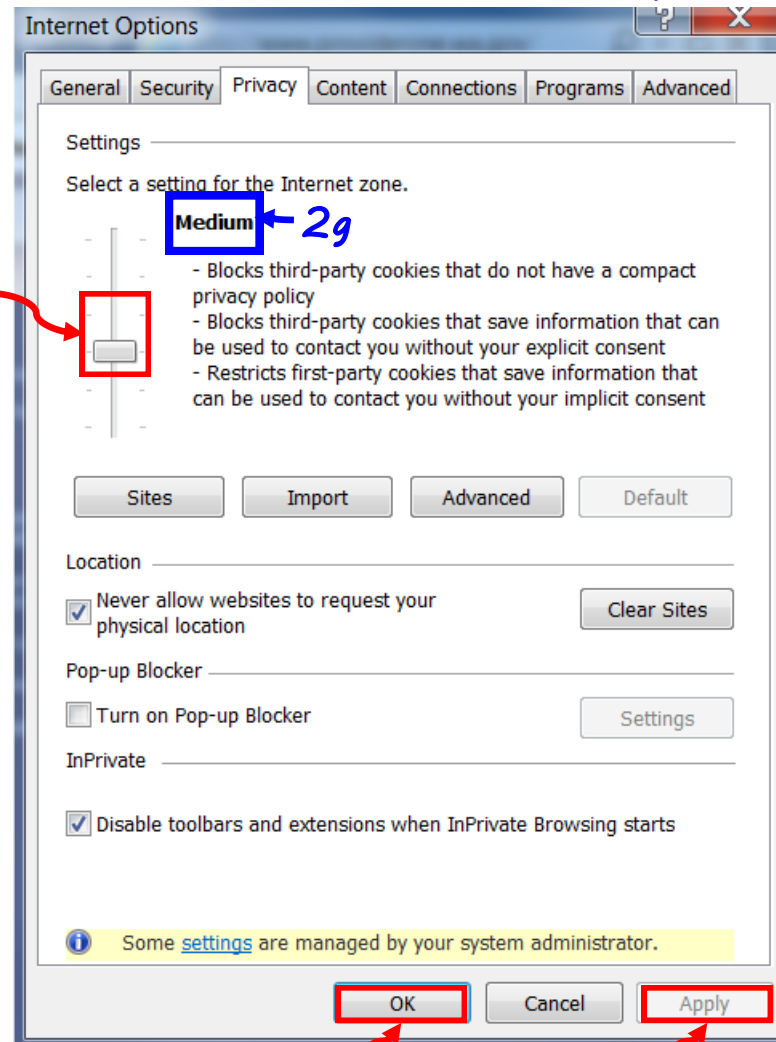 Internet Options
?
X
General Security Privacy Content Connections Programs Advanced
Settings
Select a setting for the Internet zone.
Medium 2g
- Blocks third-party cookies that do not have a compact
privacy policy
- Blocks third-party cookies that save information that can
be used to contact you without your explicit consent
- Restricts first-party cookies that save information that
can be used to contact you without your implicit consent
Sites Import Advanced Default
Location
Never allow websites to request your
physical location
Clear Sites
Pop-up Blocker
Turn on Pop-up Blocker
Settings
InPrivate
Disable toolbars and extensions when InPrivate Browsing starts
Some settings are managed by your system administrator.
OK Cancel Apply